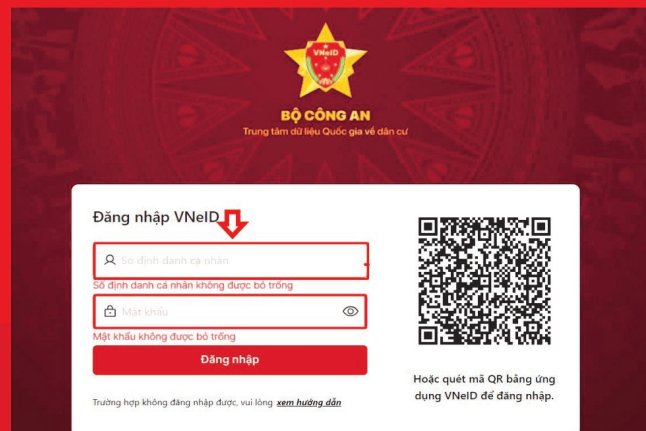 VNeID
BỘ CÔNG AN
Trung tâm dữ liệu Quốc gia về dân cư
Đăng nhập VNeID
Số định danh cá nhân
Số định danh cá nhân không được bỏ trống
Mật khẩu
Mật khẩu không được bỏ trống
Đăng nhập
Trường hợp không đăng nhập được, vui lòng xem hướng dẫn
Hoặc quét mã QR bằng ứng
dụng VNeID để đăng nhập.